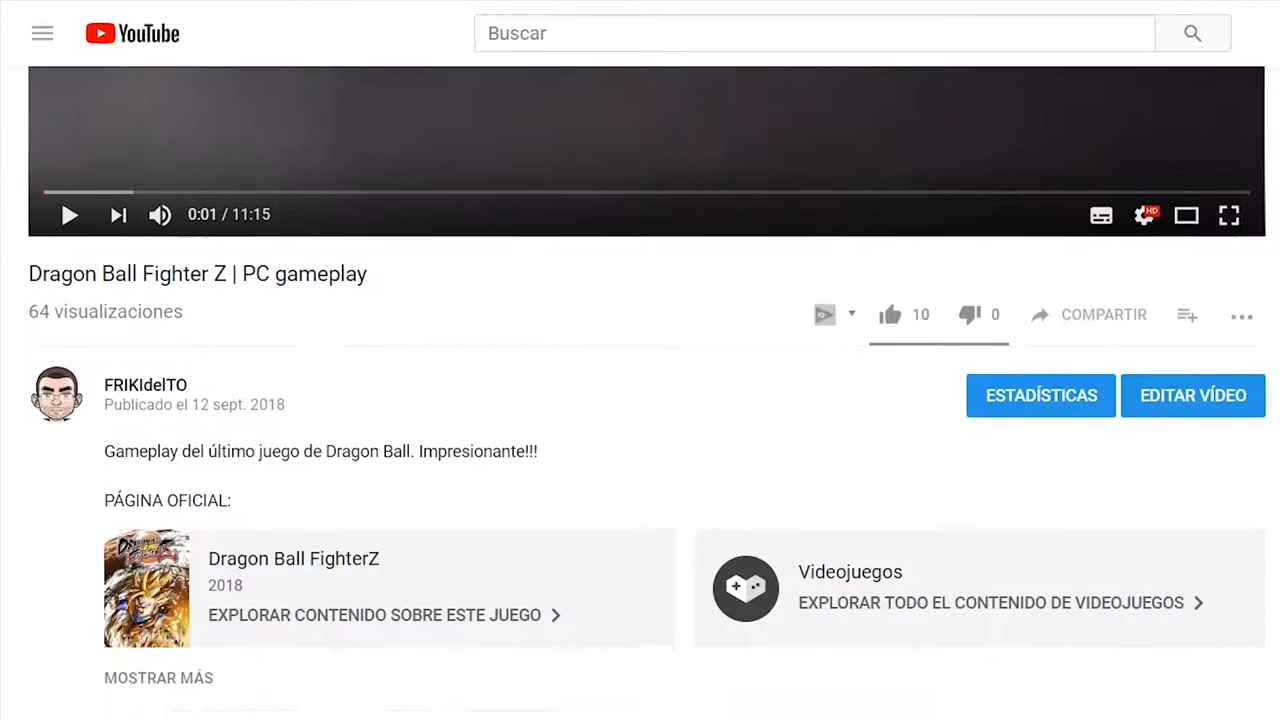 YouTube
Buscar
0:01 / 11:15
HD
Dragon Ball Fighter Z | PC gameplay
64 visualizaciones
10
0
COMPARTIR
FRIKIdelTO
Publicado el 12 sept. 2018
ESTADÍSTICAS
EDITAR VÍDEO
Gameplay del último juego de Dragon Ball. Impresionante!!!
PÁGINA OFICIAL:
Dragon Ball FighterZ
2018
EXPLORAR CONTENIDO SOBRE ESTE JUEGO
Videojuegos
EXPLORAR TODO EL CONTENIDO DE VIDEOJUEGOS
MOSTRAR MÁS